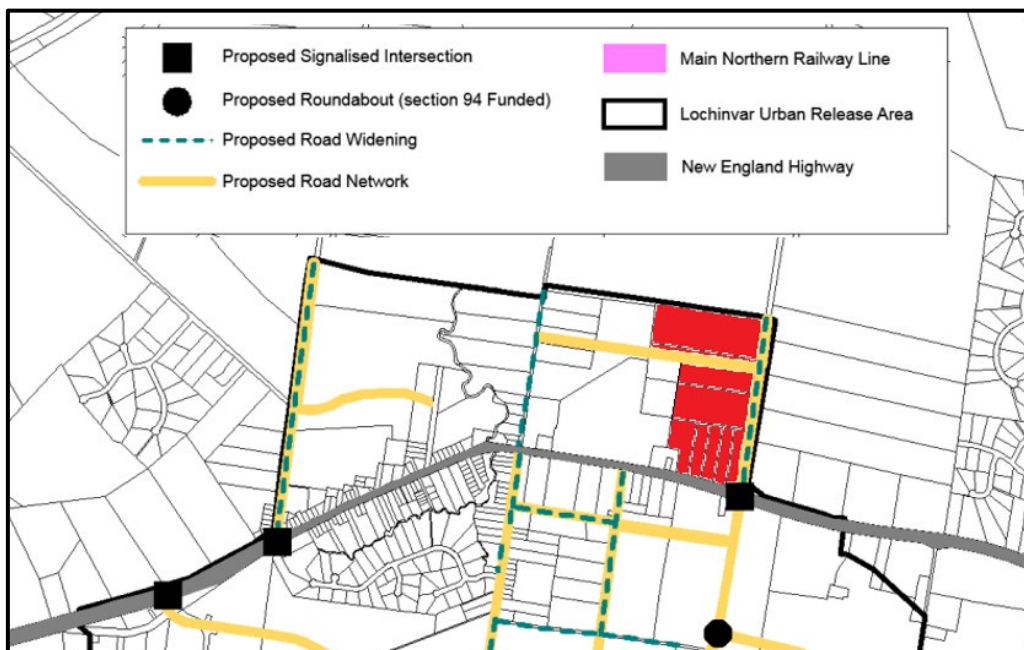 Proposed Signalised Intersection
Proposed Roundabout (section 94 Funded)
Proposed Road Widening
Proposed Road Network
Main Northern Railway Line
Lochinvar Urban Release Area
New England Highway